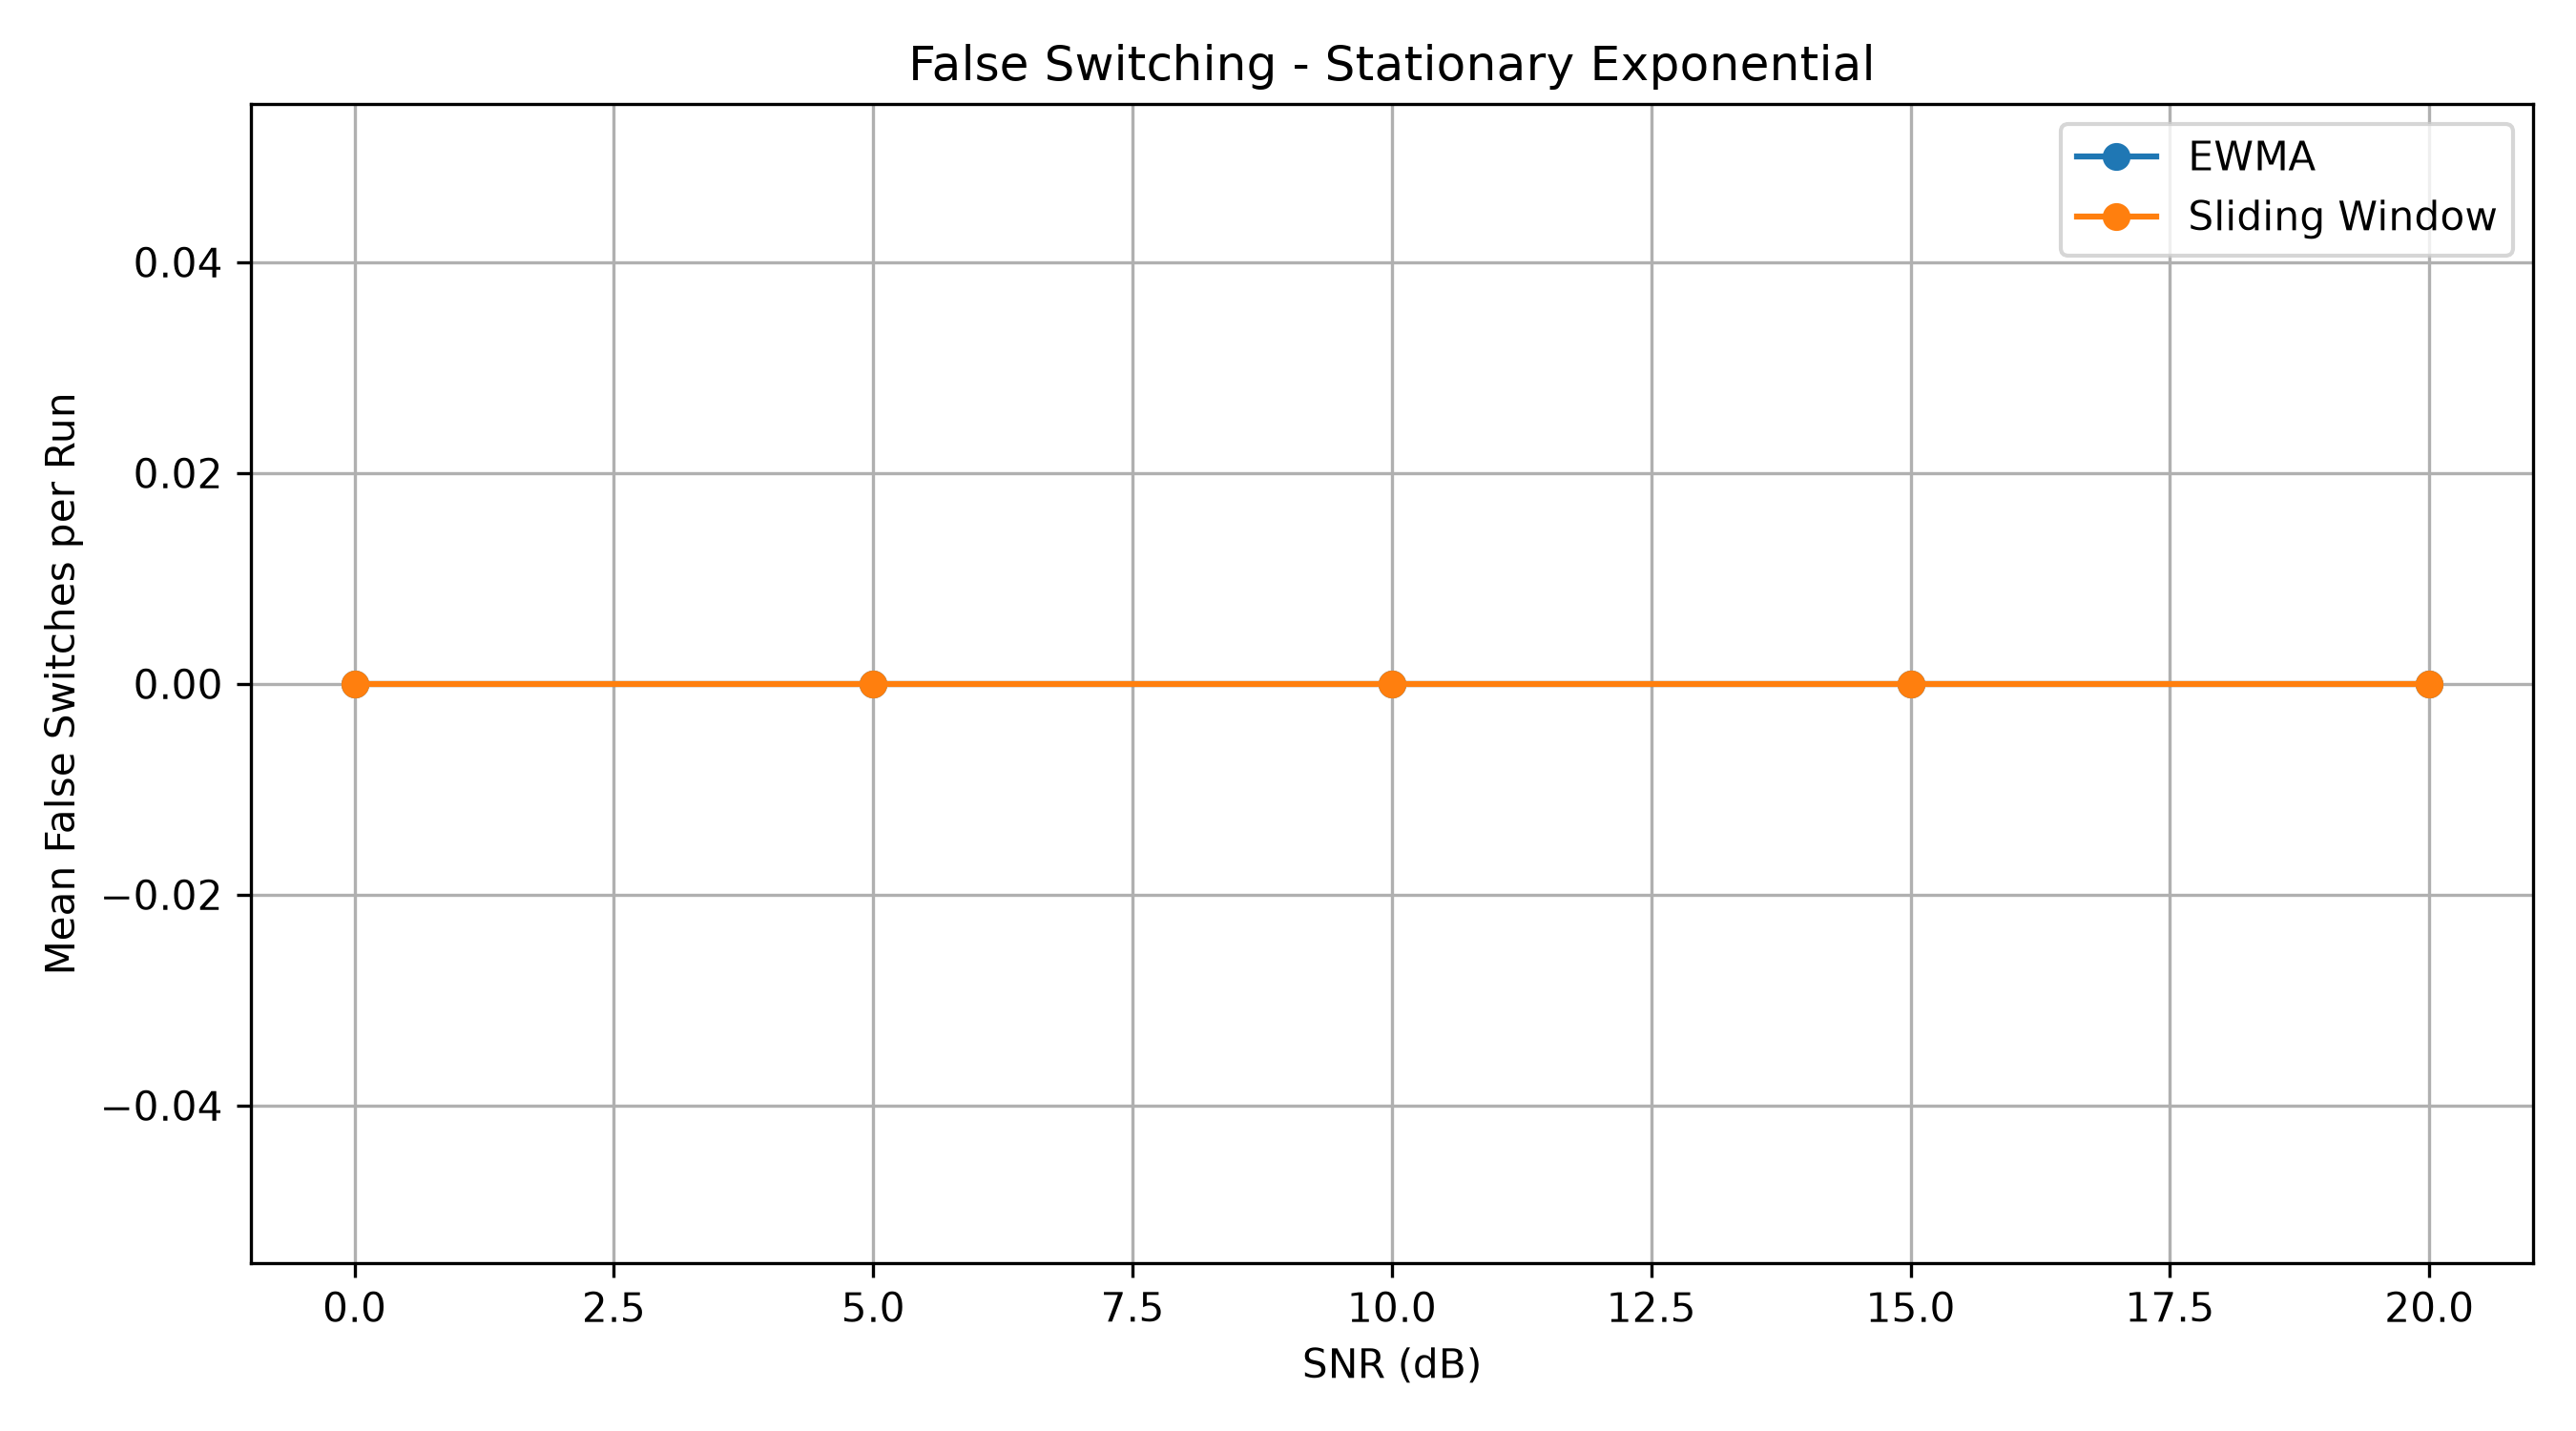 False Switching - Stationary Exponential
EWMA
Sliding Window
Mean False Switches per Run
0.04
0.02
0.00
−0.02
−0.04
0.0 2.5 5.0 7.5 10.0 12.5 15.0 17.5 20.0
SNR (dB)